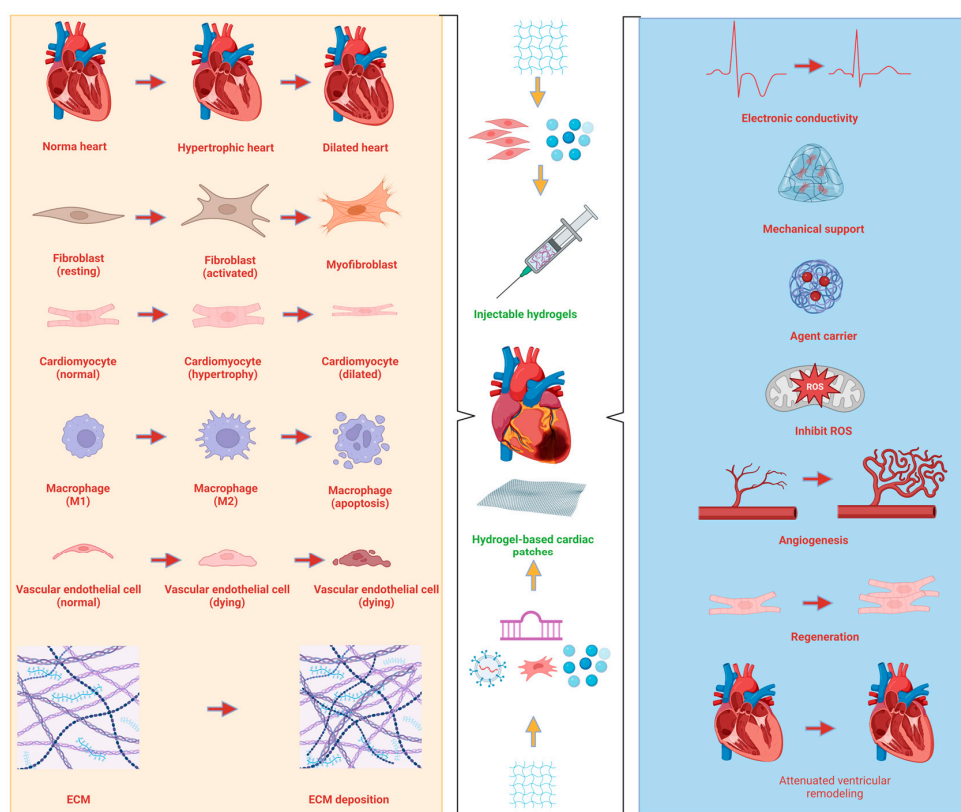 Norma heart
Hypertrophic heart
Dilated heart
Fibroblast
(resting)
Fibroblast
(activated)
Myofibroblast
Cardiomyocyte
(normal)
Cardiomyocyte
(hypertrophy)
Cardiomyocyte
(dilated)
Macrophage
(M1)
Macrophage
(M2)
Macrophage
(apoptosis)
Vascular endothelial cell
(normal)
Vascular endothelial cell
(dying)
Vascular endothelial cell
(dying)
ECM
ECM deposition
Injectable hydrogels
Hydrogel-based cardiac
patches
Electronic conductivity
Mechanical support
Agent carrier
ROS
Inhibit ROS
Angiogenesis
Regeneration
Attenuated ventricular
remodeling